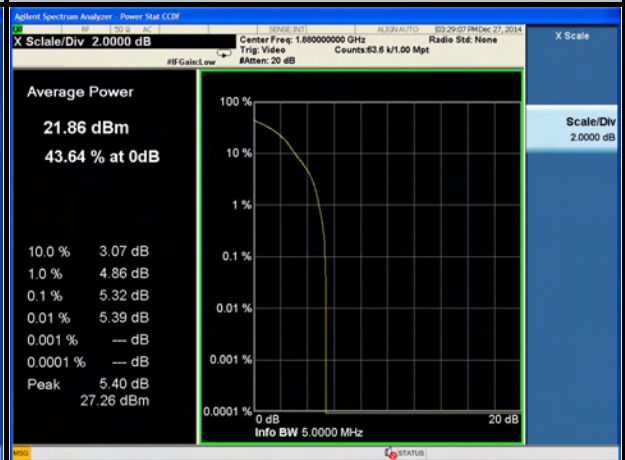 Agilent Spectrum Analyzer - Power Stat CCDF
RF 50 Ω AC SENSE:INT ALIGN AUTO 03:29:07 PM Dec 27, 2014
X Sclale/Div 2.0000 dB
Center Freq: 1.880000000 GHz Radio Std: None
Trig: Video Counts:63.6 k/1.00 Mpt
#IFGain:Low #Atten: 20 dB
X Scale
Scale/Div
2.0000 dB
Average Power
21.86 dBm
43.64 % at 0dB
10.0 % 3.07 dB
1.0 % 4.86 dB
0.1 % 5.32 dB
0.01 % 5.39 dB
0.001 % --- dB
0.0001 % --- dB
Peak 5.40 dB
27.26 dBm
100 %
10 %
1 %
0.1 %
0.01 %
0.001 %
0.0001 %
0 dB 20 dB
Info BW 5.0000 MHz
MSG STATUS